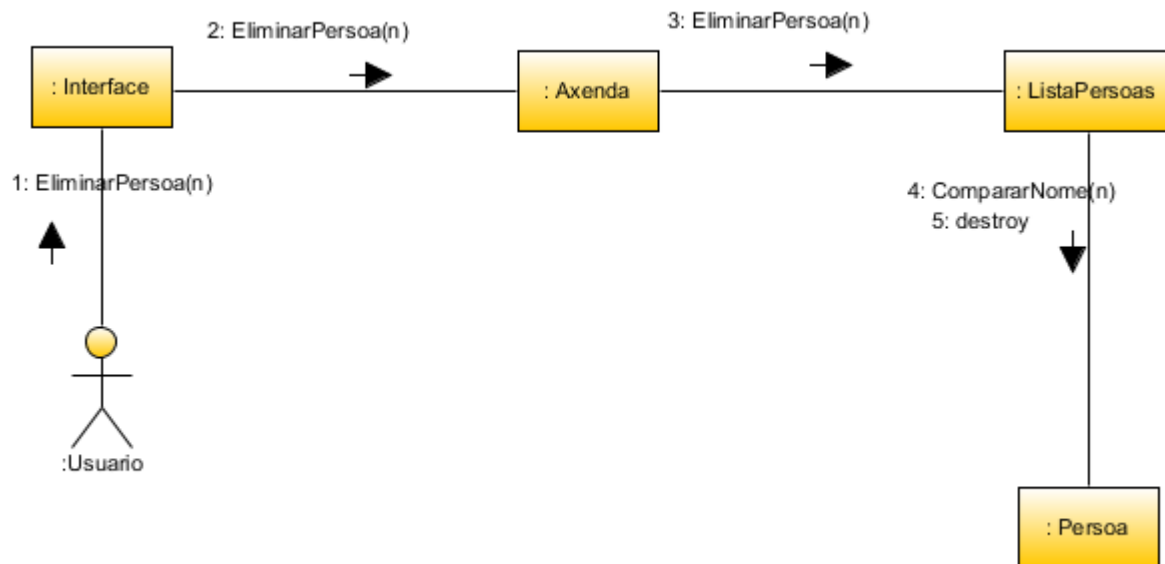 2: EliminarPersoa(n)
3: EliminarPersoa(n)
: Interface
: Axenda
: ListaPersoas
1: EliminarPersoa(n)
4: CompararNome(n)
5: destroy
:Usuario
: Persoa